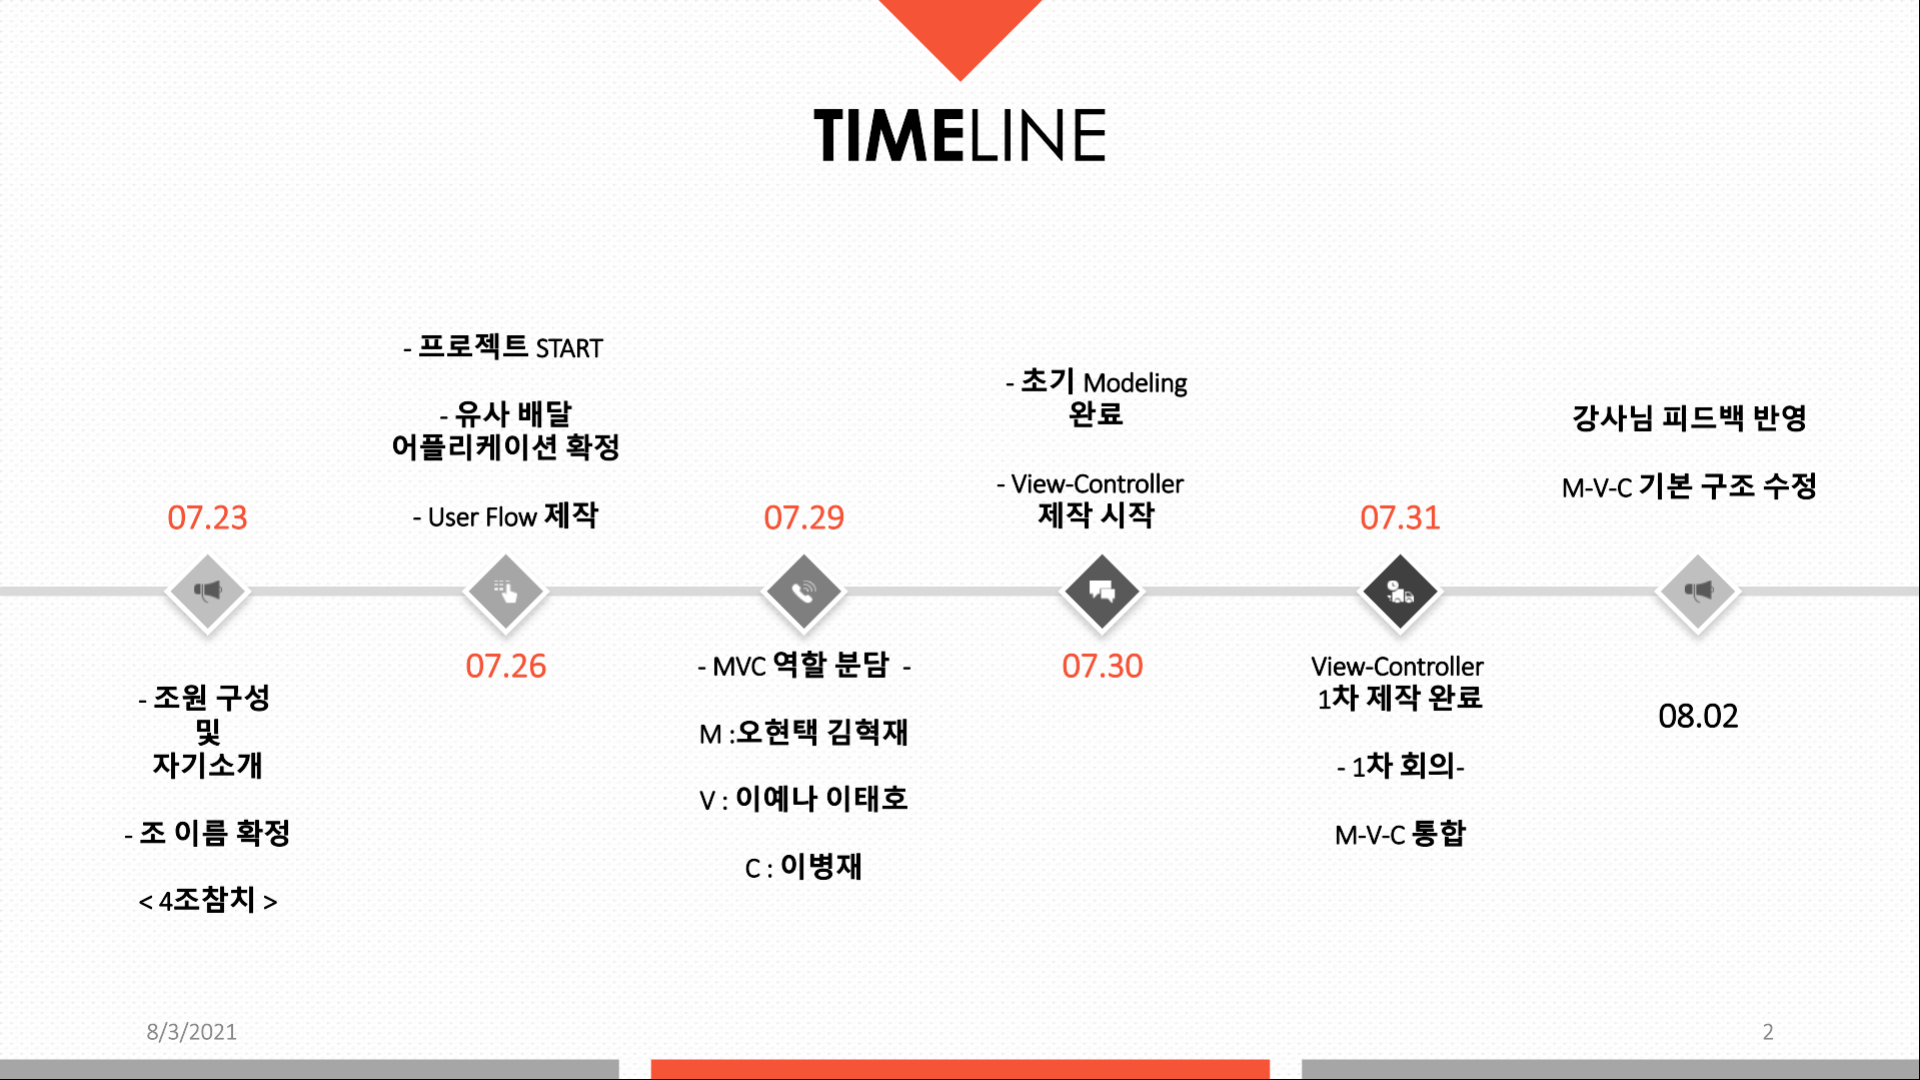 TIMELINE
07.23
- 조원 구성
및
자기소개
- 조 이름 확정
< 4조참치 >
- 프로젝트 START
- 유사 배달
어플리케이션 확정
- User Flow 제작
07.26
07.29
- MVC 역할 분담 -
M :오현택 김혁재
V : 이예나 이태호
C : 이병재
- 초기 Modeling
완료
- View-Controller
제작 시작
07.30
07.31
View-Controller
1차 제작 완료
- 1차 회의-
M-V-C 통합
강사님 피드백 반영
M-V-C 기본 구조 수정
08.02
8/3/2021
2